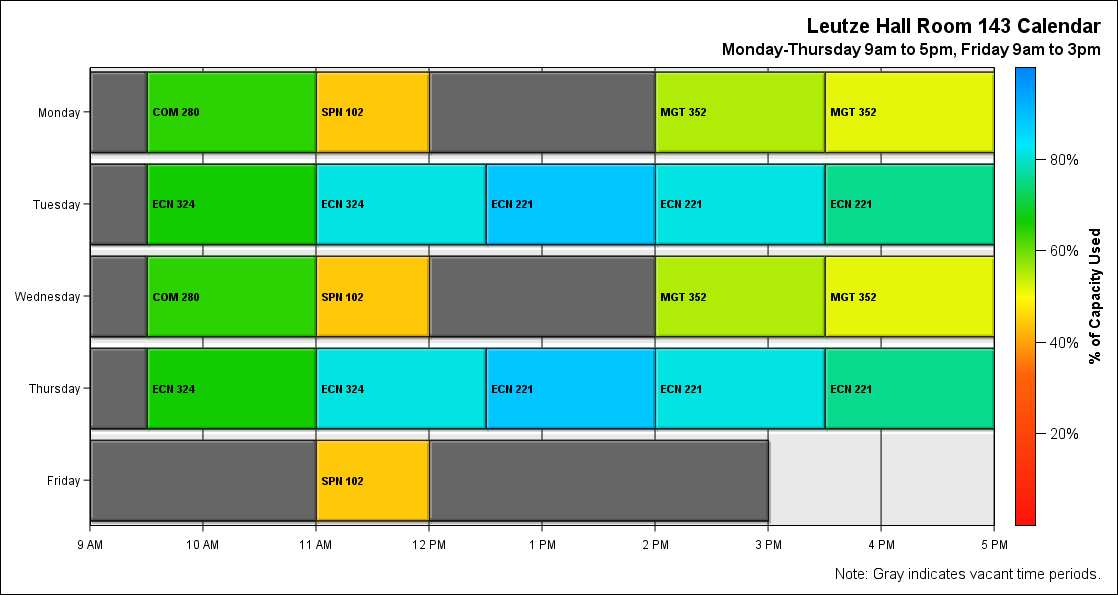 Leutze Hall Room 143 Calendar
Monday-Thursday 9am to 5pm, Friday 9am to 3pm
Monday
COM 280
SPN 102
MGT 352
MGT 352
Tuesday
ECN 324
ECN 324
ECN 221
ECN 221
ECN 221
Wednesday
COM 280
SPN 102
MGT 352
MGT 352
Thursday
ECN 324
ECN 324
ECN 221
ECN 221
ECN 221
Friday
SPN 102
9 AM
10 AM
11 AM
12 PM
1 PM
2 PM
3 PM
4 PM
5 PM
80%
60%
40%
20%
% of Capacity Used
Note: Gray indicates vacant time periods.